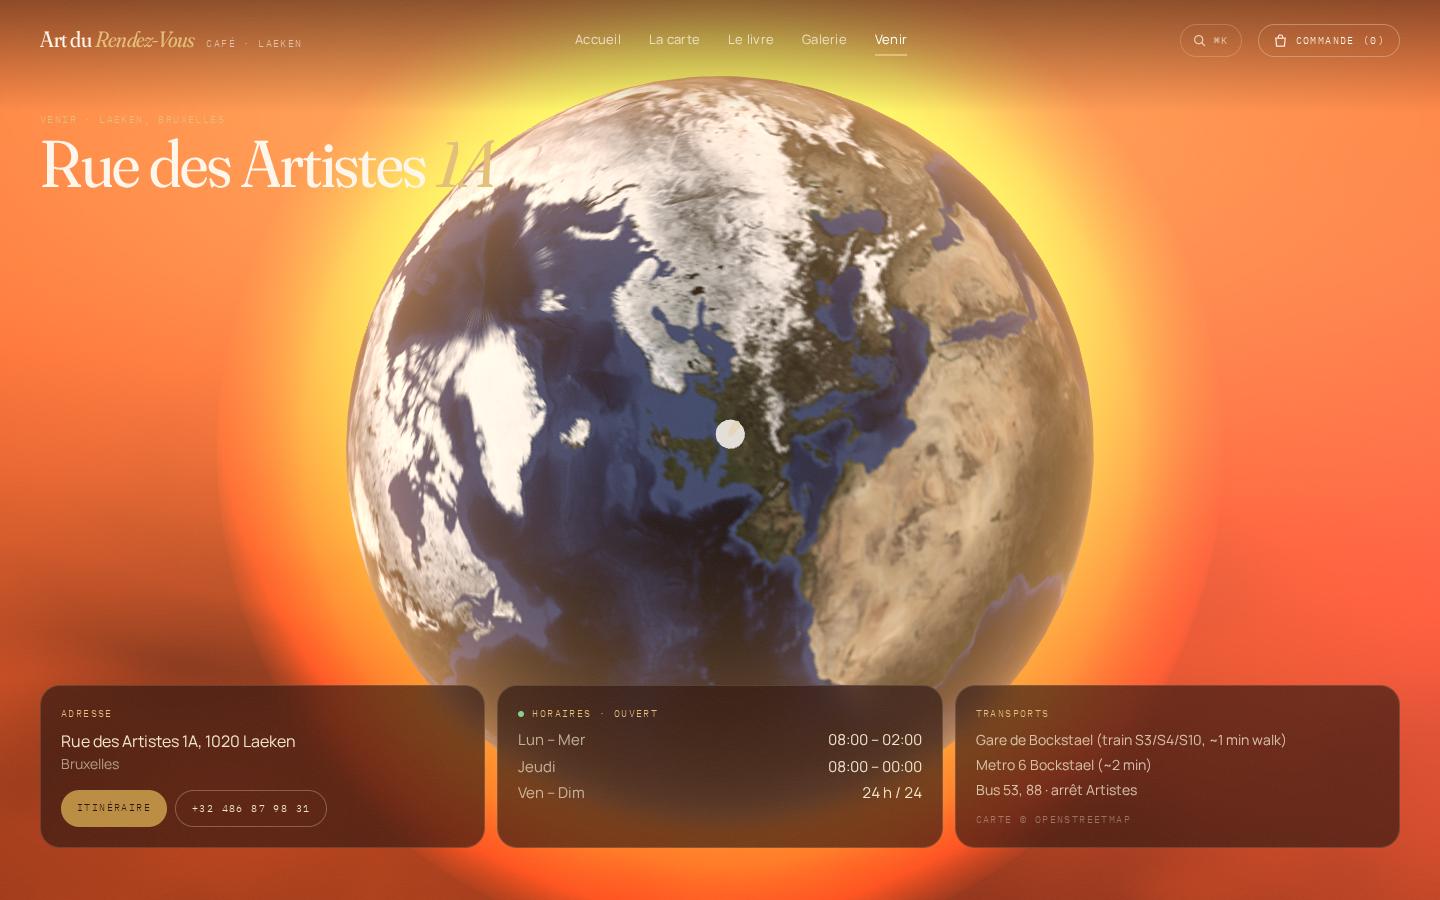 Art du Rendez-Vous CAFÉ · LAEKEN
Accueil La carte Le livre Galerie Venir
⌘K
COMMANDE (0)
VENIR · LAEKEN, BRUXELLES
Rue des Artistes 1A
ADRESSE
Rue des Artistes 1A, 1020 Laeken
Bruxelles
ITINÉRAIRE
+32 486 87 98 31
HORAIRES · OUVERT
Lun – Mer 08:00 – 02:00
Jeudi 08:00 – 00:00
Ven – Dim 24 h / 24
TRANSPORTS
Gare de Bockstael (train S3/S4/S10, ~1 min walk)
Metro 6 Bockstael (~2 min)
Bus 53, 88 · arrêt Artistes
CARTE © OPENSTREETMAP